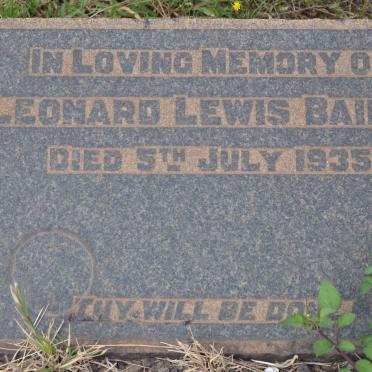 IN LOVING MEMORY O
LEONARD LEWIS BAI
DIED 5TH JULY 1935
THY WILL BE DO